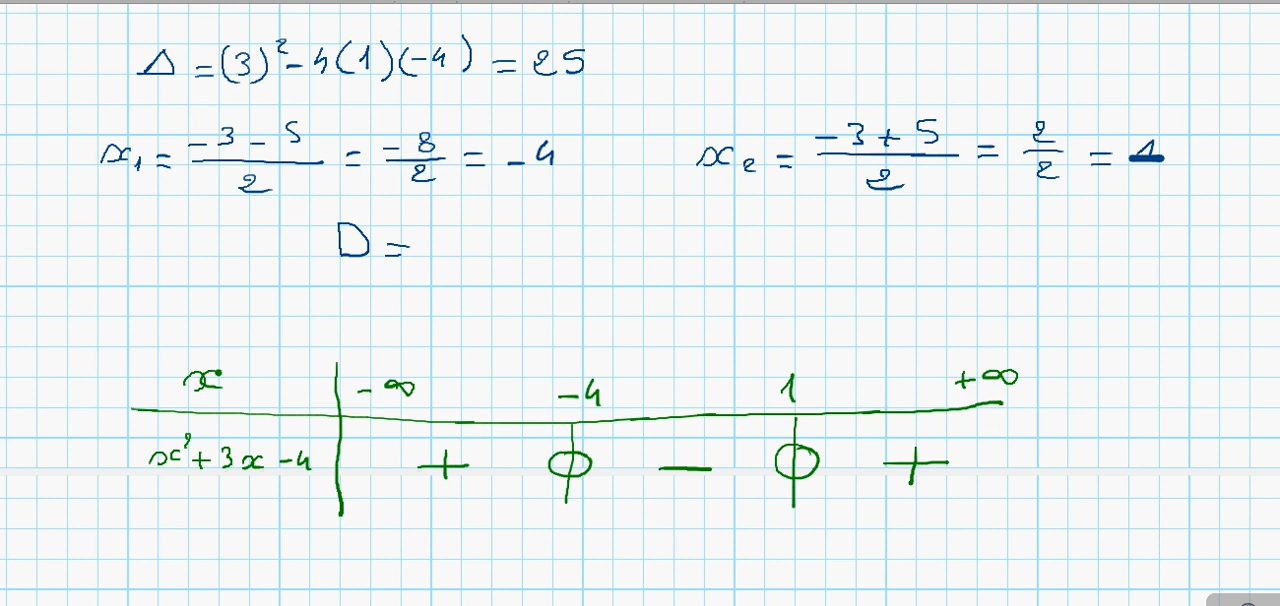 Δ = (3)² - 4(1)(-4) = 25
x₁ = (-3 - 5)/2 = -8/2 = -4    x₂ = (-3 + 5)/2 = 2/2 = 1
D =
x | -∞ -4 1 +∞
x² + 3x - 4 | + 0 - 0 +